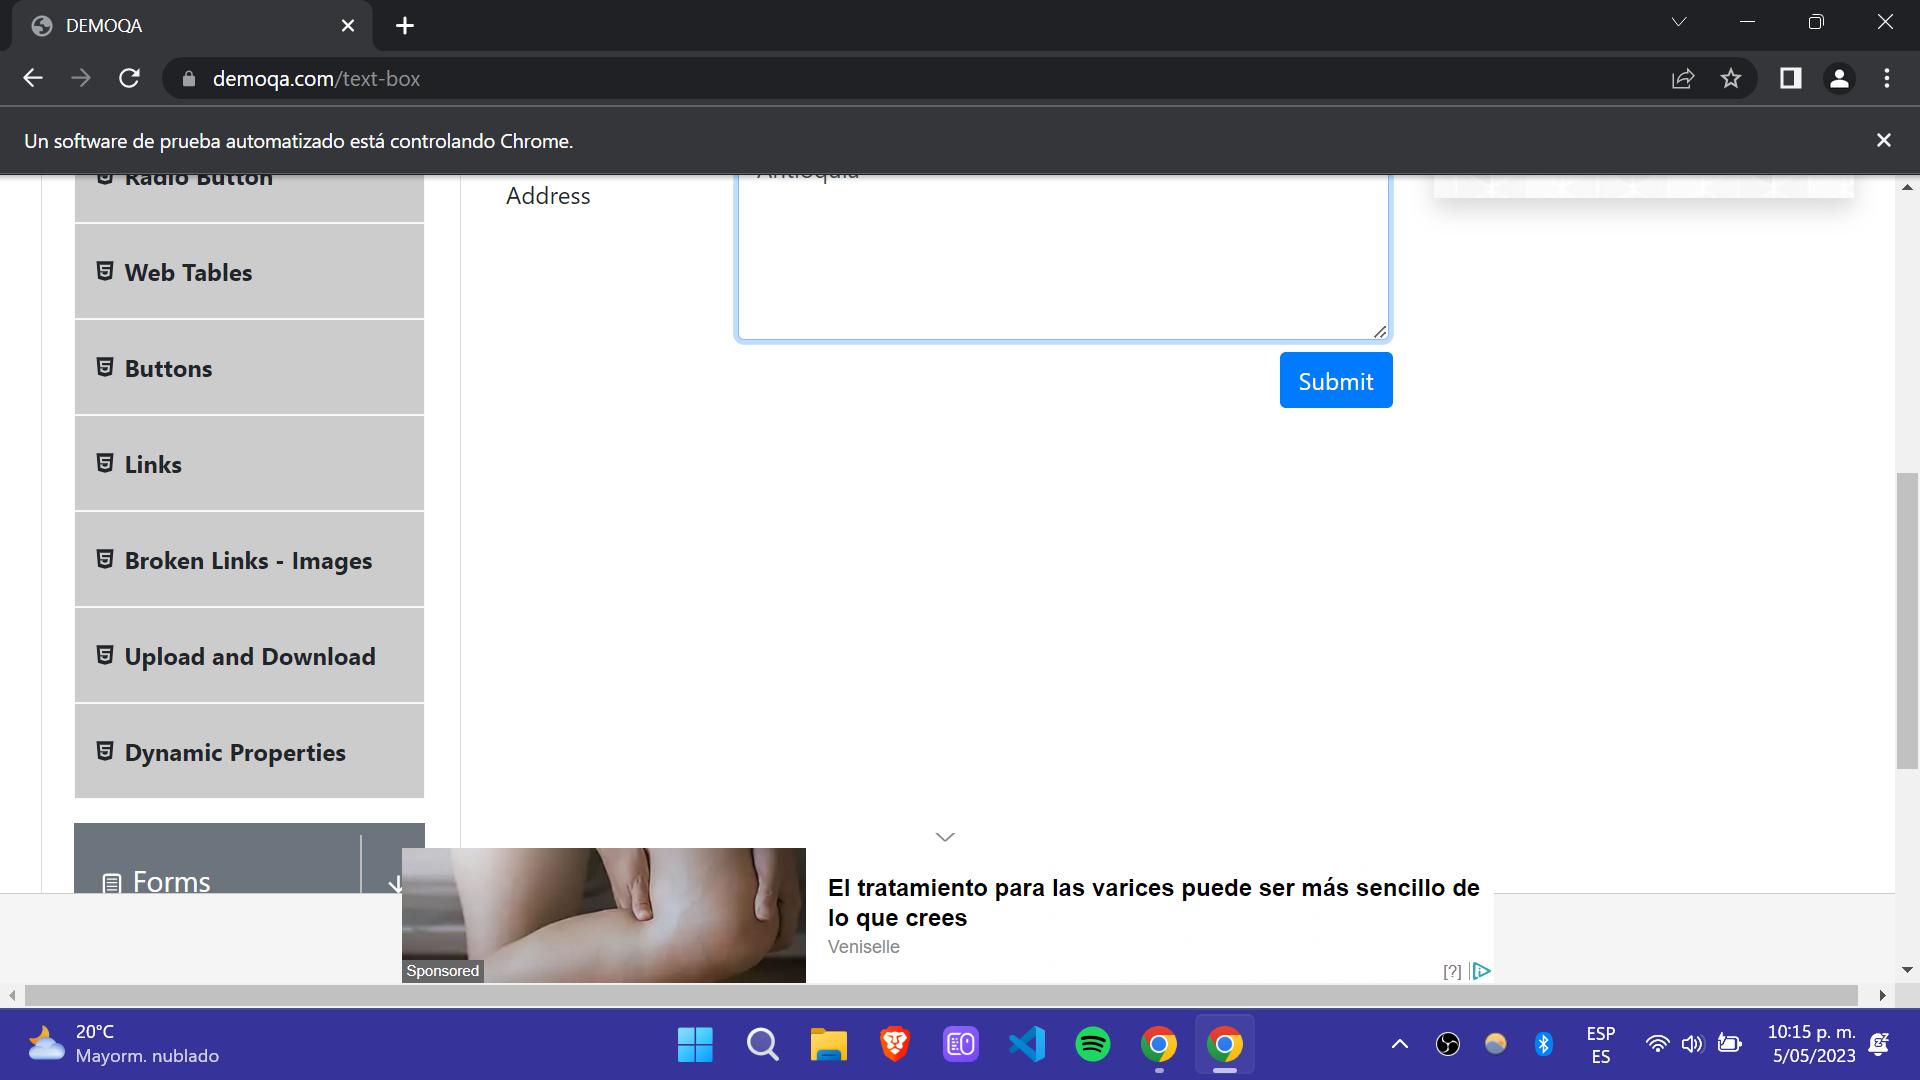 DEMOQA
demoqa.com/text-box
Un software de prueba automatizado está controlando Chrome.
Radio Button
Antioquia
Address
Web Tables
Buttons
Submit
Links
Broken Links - Images
Upload and Download
Dynamic Properties
Forms
El tratamiento para las varices puede ser más sencillo de
lo que crees
Veniselle
Sponsored
[?]
20°C
Mayorm. nublado
ESP
ES
10:15 p. m.
5/05/2023